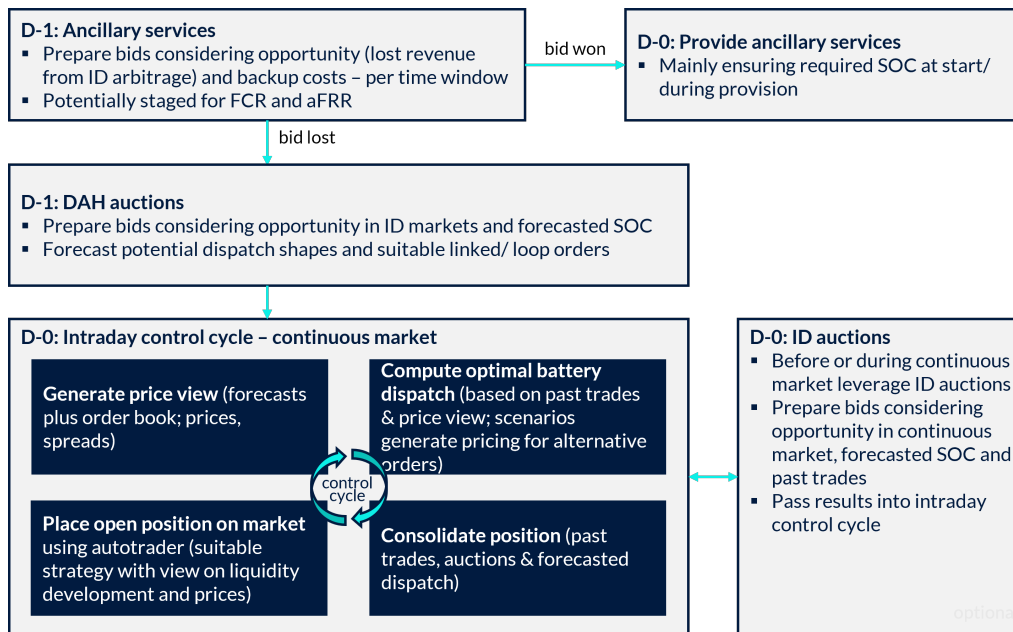 D-1: Ancillary services
▪ Prepare bids considering opportunity (lost revenue
from ID arbitrage) and backup costs – per time window
▪ Potentially staged for FCR and aFRR
bid won
D-0: Provide ancillary services
▪ Mainly ensuring required SOC at start/
during provision
bid lost
D-1: DAH auctions
▪ Prepare bids considering opportunity in ID markets and forecasted SOC
▪ Forecast potential dispatch shapes and suitable linked/ loop orders
D-0: Intraday control cycle – continuous market
Generate price view (forecasts
plus order book; prices,
spreads)
Compute optimal battery
dispatch (based on past trades
& price view; scenarios
generate pricing for alternative
orders)
control
cycle
Place open position on market
using autotrader (suitable
strategy with view on liquidity
development and prices)
Consolidate position (past
trades, auctions & forecasted
dispatch)
D-0: ID auctions
▪ Before or during continuous
market leverage ID auctions
▪ Prepare bids considering
opportunity in continuous
market, forecasted SOC and
past trades
▪ Pass results into intraday
control cycle
optiona